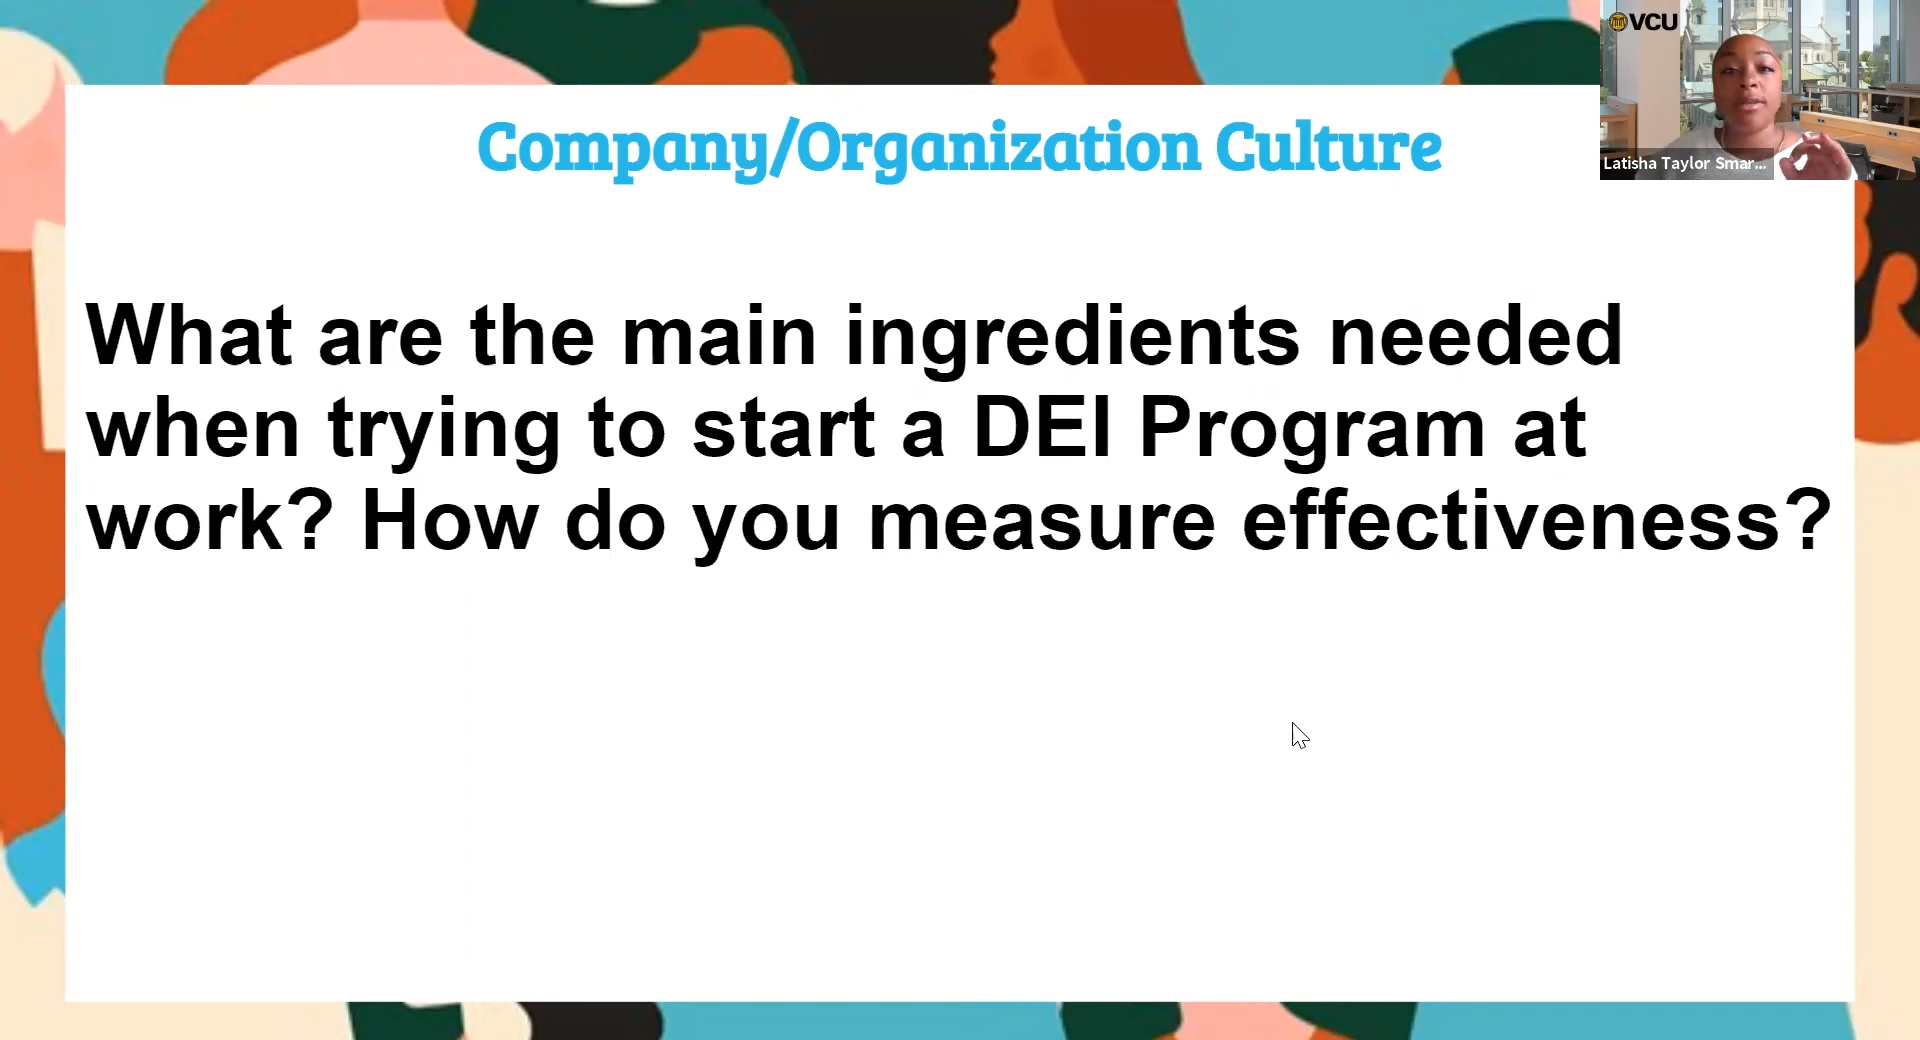 VCU
Company/Organization Culture
Latisha Taylor Smar...
What are the main ingredients needed
when trying to start a DEI Program at
work? How do you measure effectiveness?